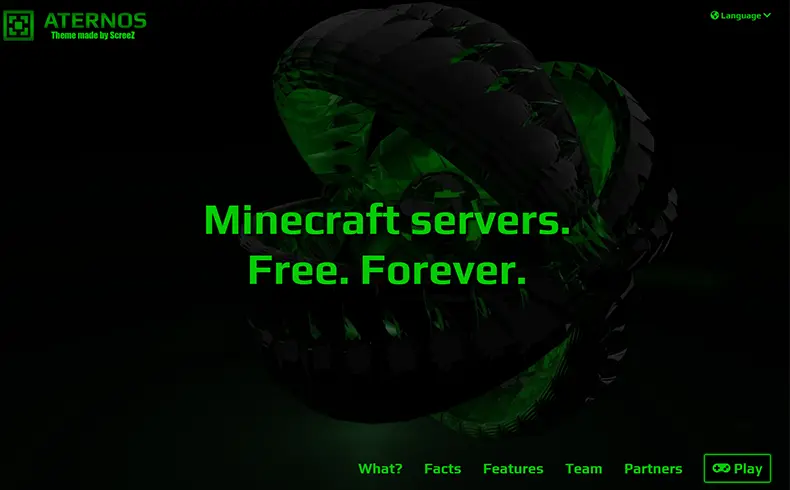 ATERNOS
Theme made by ScreeZ
Language
Minecraft servers.
Free. Forever.
What? Facts Features Team Partners Play